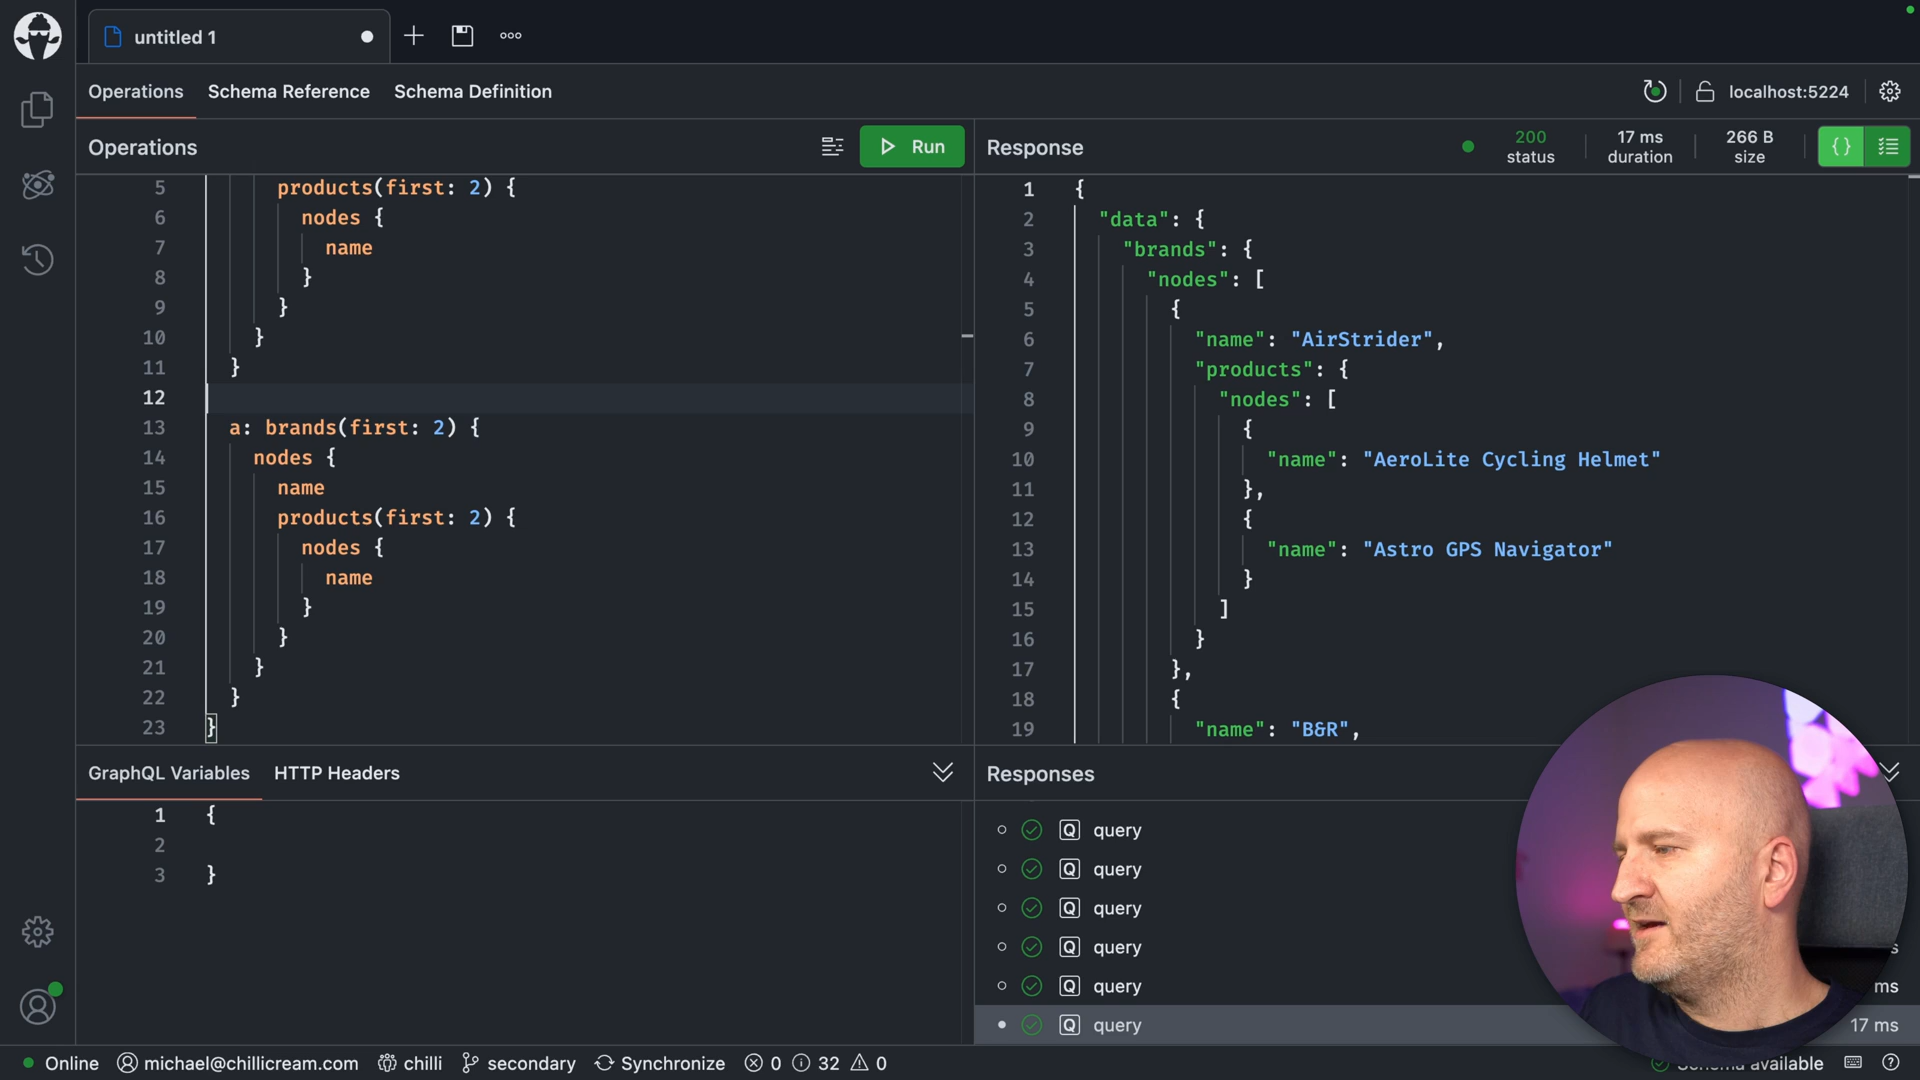 untitled 1
Operations Schema Reference Schema Definition
localhost:5224
Operations
Run
5 products(first: 2) {
6 nodes {
7 name
8 }
9 }
10 }
11 }
12
13 a: brands(first: 2) {
14 nodes {
15 name
16 products(first: 2) {
17 nodes {
18 name
19 }
20 }
21 }
22 }
23 }
Response
200 status
17 ms duration
266 B size
{}
1 {
2 "data": {
3 "brands": {
4 "nodes": [
5 {
6 "name": "AirStrider",
7 "products": {
8 "nodes": [
9 {
10 "name": "AeroLite Cycling Helmet"
11 },
12 {
13 "name": "Astro GPS Navigator"
14 }
15 ]
16 }
17 },
18 {
19 "name": "B&R",
GraphQL Variables HTTP Headers
1 {
2
3 }
Responses
Q query
Q query
Q query
Q query
Q query ms
Q query 17 ms
Online michael@chillicream.com chilli secondary Synchronize 0 32 0
Schema available